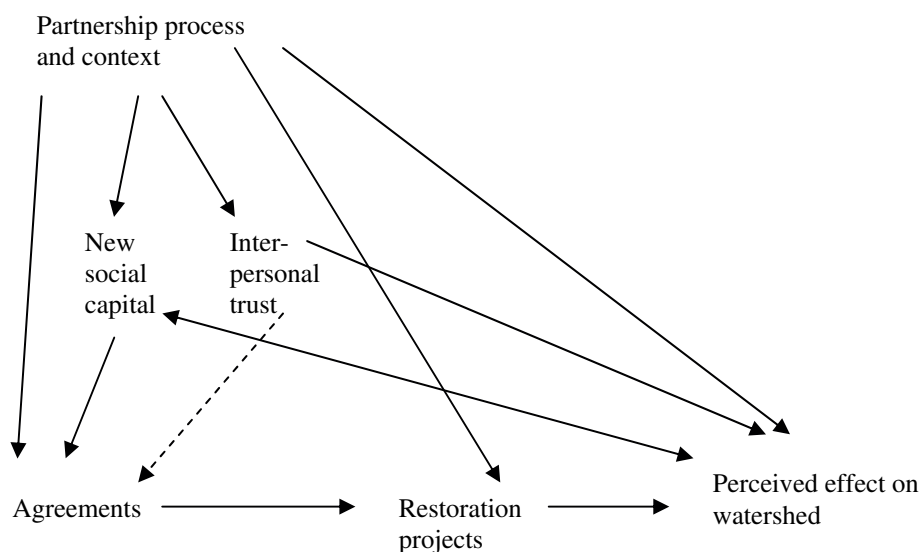 Partnership process
and context
New
social
capital
Inter-
personal
trust
Agreements
Restoration
projects
Perceived effect on
watershed